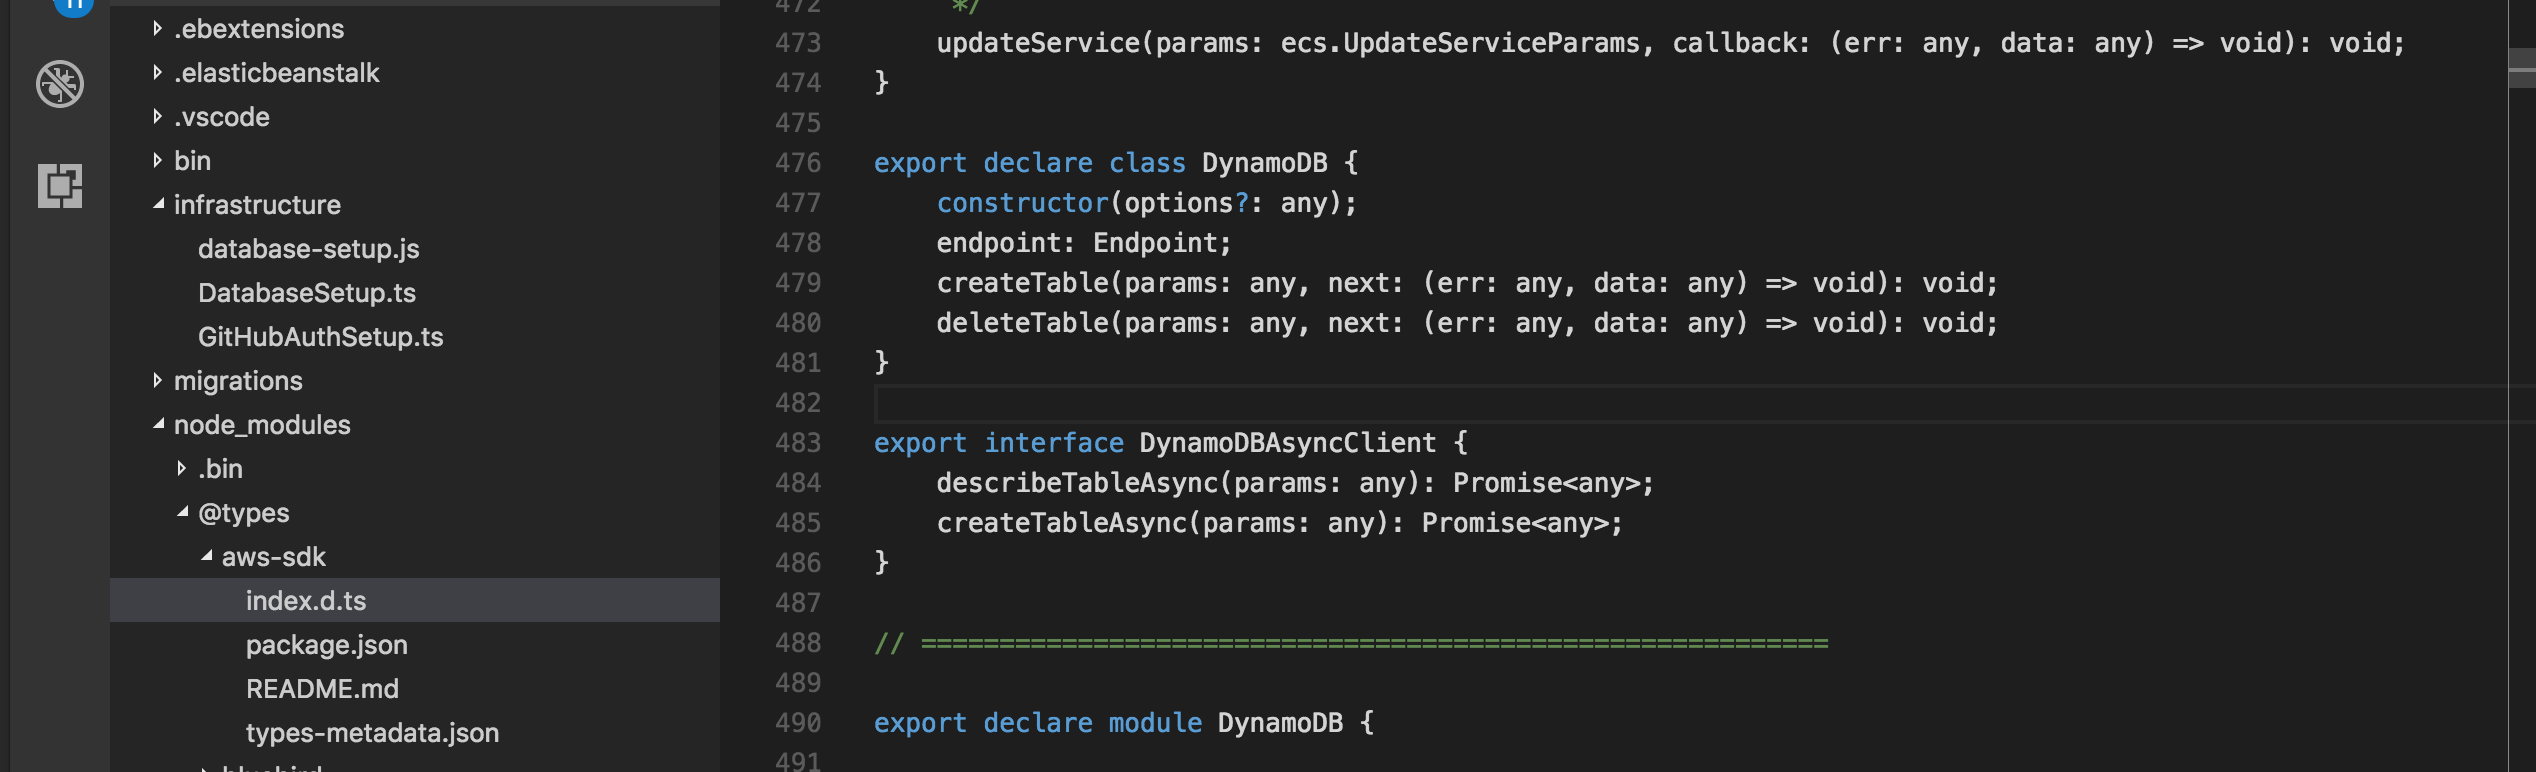 .ebextensions
.elasticbeanstalk
.vscode
bin
infrastructure
database-setup.js
DatabaseSetup.ts
GitHubAuthSetup.ts
migrations
node_modules
.bin
@types
aws-sdk
index.d.ts
package.json
README.md
types-metadata.json
472 */
473 updateService(params: ecs.UpdateServiceParams, callback: (err: any, data: any) => void): void;
474 }
475
476 export declare class DynamoDB {
477 constructor(options?: any);
478 endpoint: Endpoint;
479 createTable(params: any, next: (err: any, data: any) => void): void;
480 deleteTable(params: any, next: (err: any, data: any) => void): void;
481 }
482
483 export interface DynamoDBAsyncClient {
484 describeTableAsync(params: any): Promise<any>;
485 createTableAsync(params: any): Promise<any>;
486 }
487
488 // ==========================================================
489
490 export declare module DynamoDB {
491